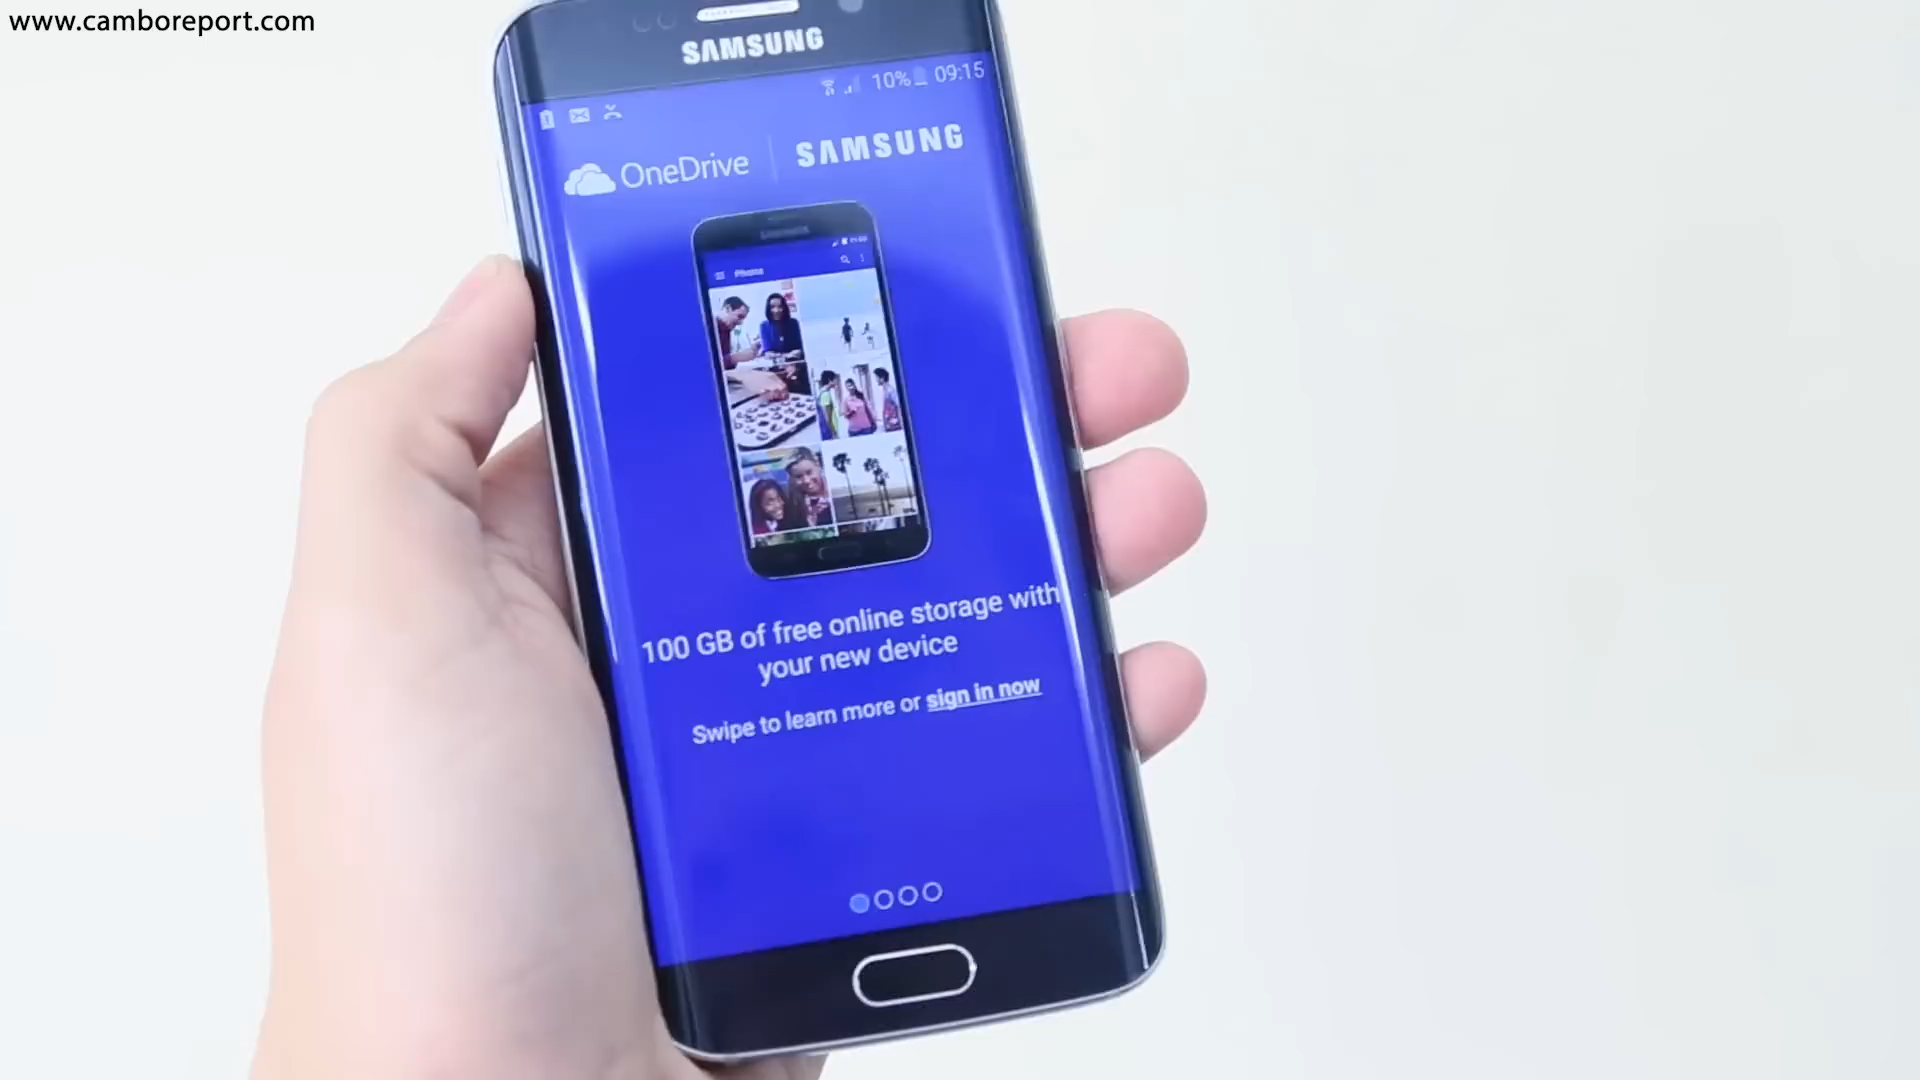 www.camboreport.com
SAMSUNG
10% 09:15
OneDrive
SAMSUNG
Photos
100 GB of free online storage with
your new device
Swipe to learn more or sign in now